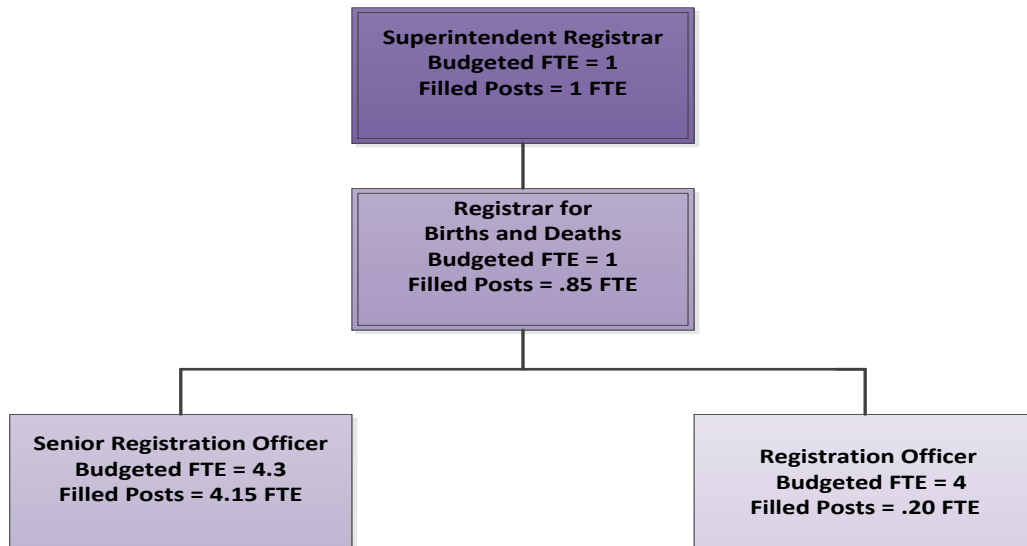 Superintendent Registrar
Budgeted FTE = 1
Filled Posts = 1 FTE
Registrar for
Births and Deaths
Budgeted FTE = 1
Filled Posts = .85 FTE
Senior Registration Officer
Budgeted FTE = 4.3
Filled Posts = 4.15 FTE
Registration Officer
Budgeted FTE = 4
Filled Posts = .20 FTE